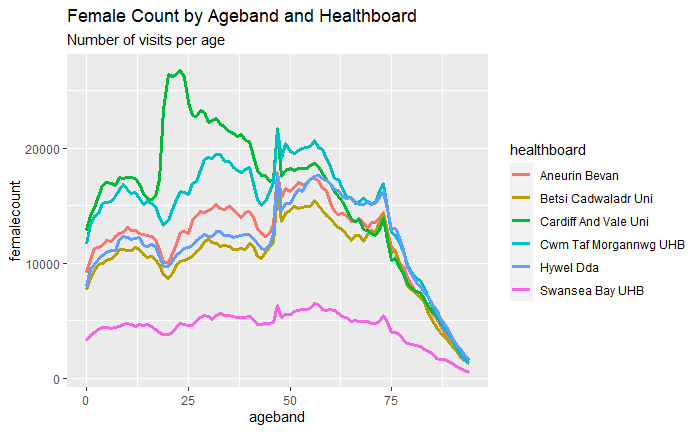 Female Count by Ageband and Healthboard
Number of visits per age
femalecount
20000
10000
0
0
25
50
75
ageband
healthboard
Aneurin Bevan
Betsi Cadwaladr Uni
Cardiff And Vale Uni
Cwm Taf Morgannwg UHB
Hywel Dda
Swansea Bay UHB